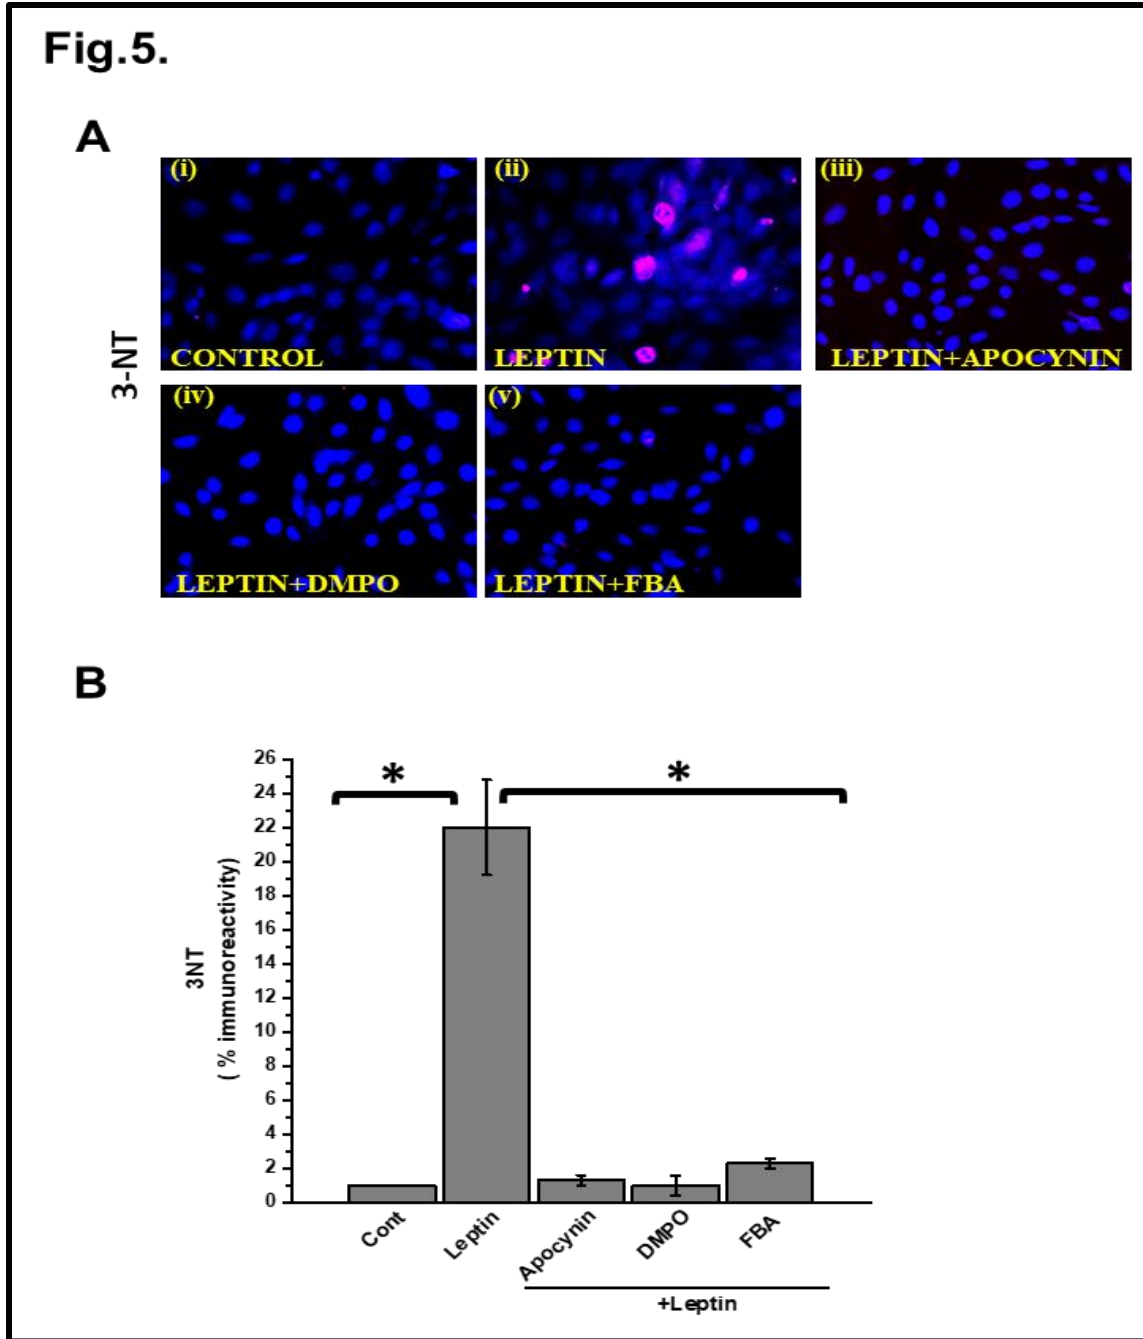 Fig.5.
A
3-NT
(i)
CONTROL
(ii)
LEPTIN
(iii)
LEPTIN+APOCYNIN
(iv)
LEPTIN+DMPO
(v)
LEPTIN+FBA
B
3NT
( % immunoreactivity)
26
24
22
20
18
16
14
12
10
8
6
4
2
0
*
*
Cont
Leptin
Apocynin
DMPO
FBA
+Leptin